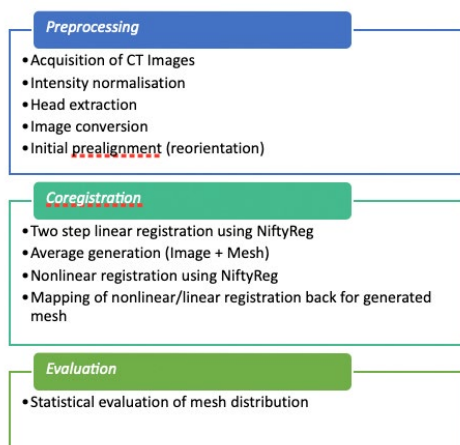 Preprocessing
•Acquisition of CT Images
•Intensity normalisation
•Head extraction
•Image conversion
•Initial prealignment (reorientation)
Coregistration
•Two step linear registration using NiftyReg
•Average generation (Image + Mesh)
•Nonlinear registration using NiftyReg
•Mapping of nonlinear/linear registration back for generated
mesh
Evaluation
•Statistical evaluation of mesh distribution